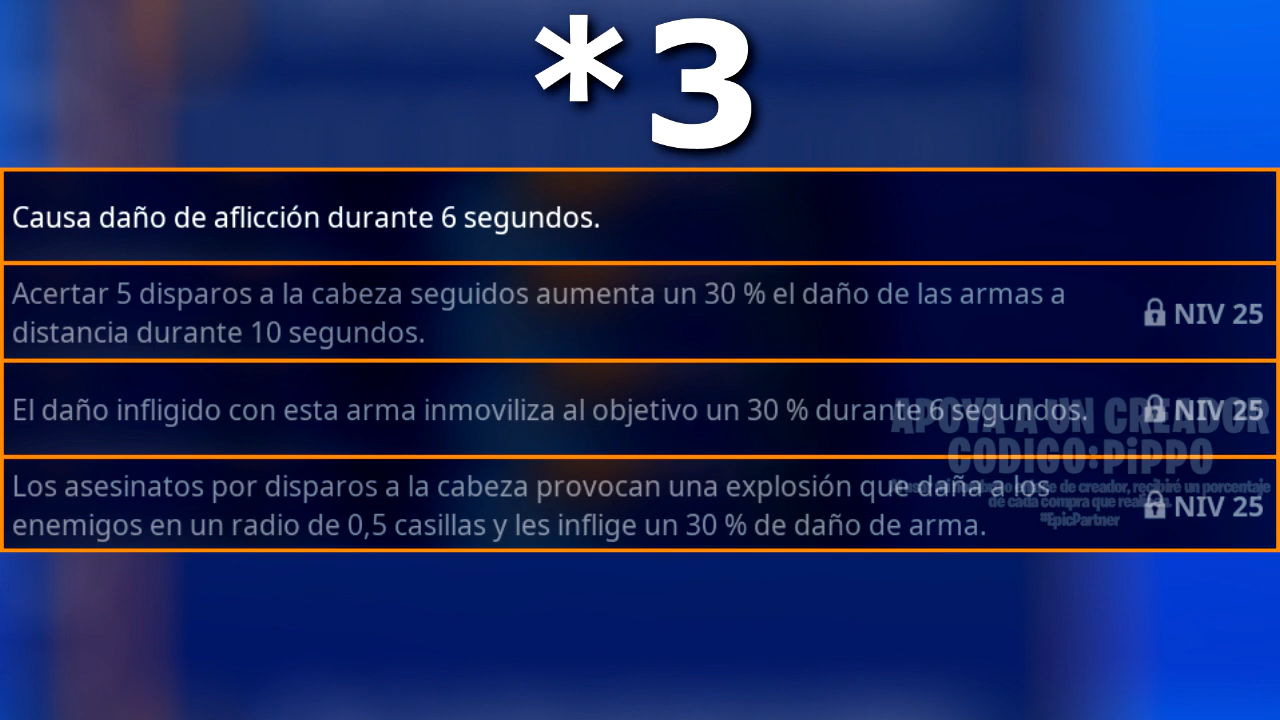 *3
Causa daño de aflicción durante 6 segundos.
Acertar 5 disparos a la cabeza seguidos aumenta un 30 % el daño de las armas a
distancia durante 10 segundos.
NIV 25
El daño infligido con esta arma inmoviliza al objetivo un 30 % durante 6 segundos.
NIV 25
APOYA A UN CREADOR
CODIGO:PiPPO
Los asesinatos por disparos a la cabeza provocan una explosión que daña a los
enemigos en un radio de 0,5 casillas y les inflige un 30 % de daño de arma.
NIV 25
de creador, recibiré un porcentaje
de cada compra que
#EpicPartner